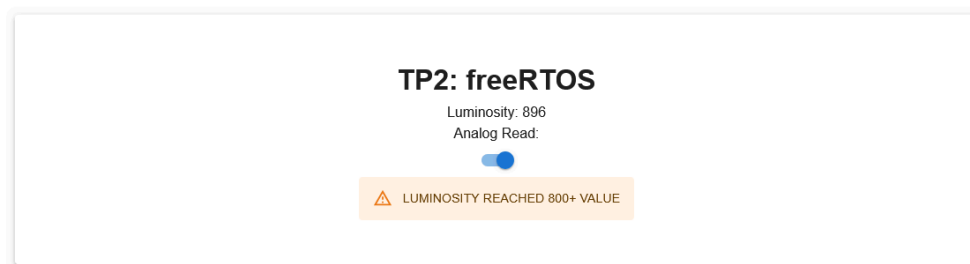 TP2: freeRTOS
Luminosity: 896
Analog Read:
LUMINOSITY REACHED 800+ VALUE